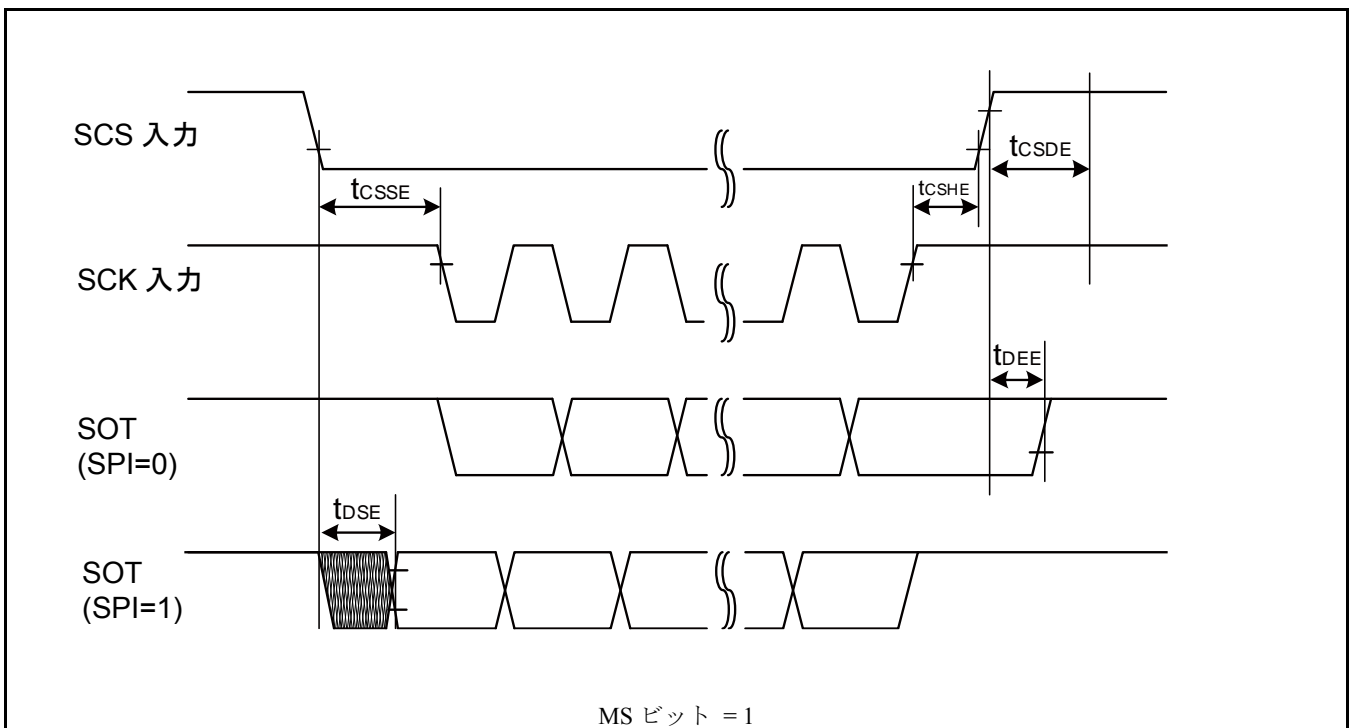 SCS 入力
tCSDE
tCSSE
tCSHE
SCK 入力
tDEE
SOT
(SPI=0)
tDSE
SOT
(SPI=1)
MS ビット = 1